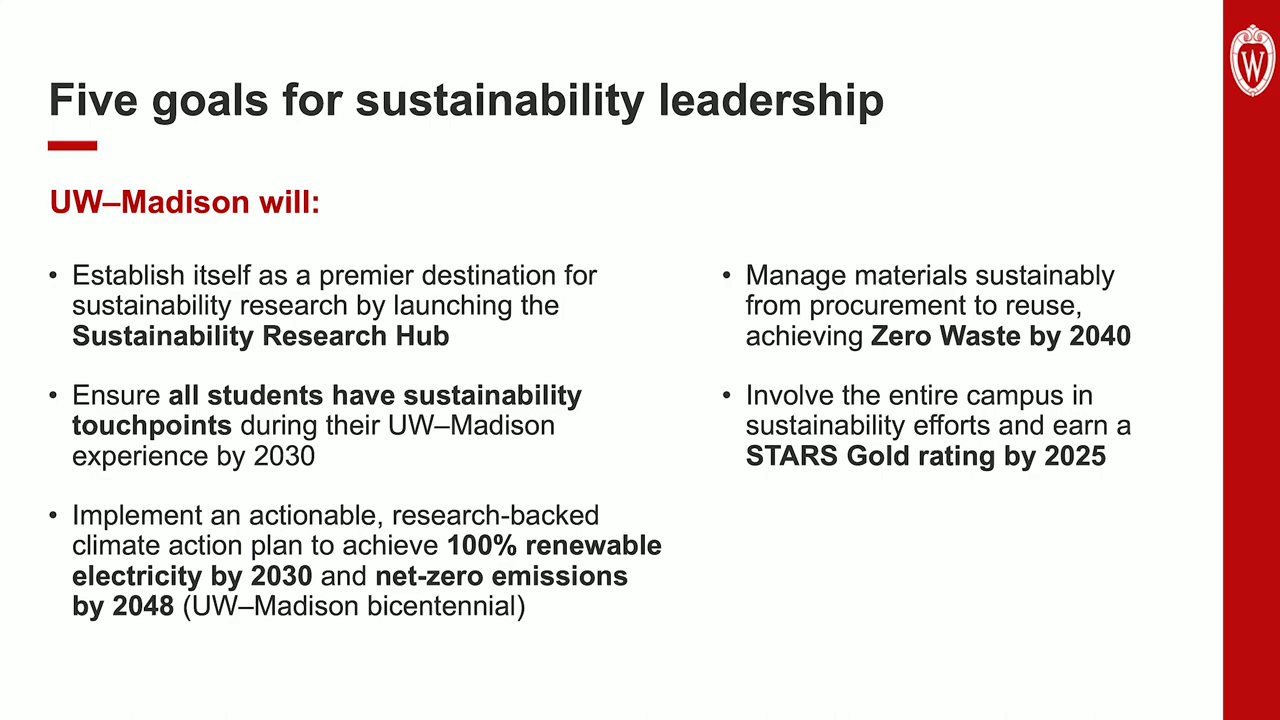 Five goals for sustainability leadership
W
UW–Madison will:
• Establish itself as a premier destination for
sustainability research by launching the
Sustainability Research Hub
• Ensure all students have sustainability
touchpoints during their UW–Madison
experience by 2030
• Implement an actionable, research-backed
climate action plan to achieve 100% renewable
electricity by 2030 and net-zero emissions
by 2048 (UW–Madison bicentennial)
• Manage materials sustainably
from procurement to reuse,
achieving Zero Waste by 2040
• Involve the entire campus in
sustainability efforts and earn a
STARS Gold rating by 2025